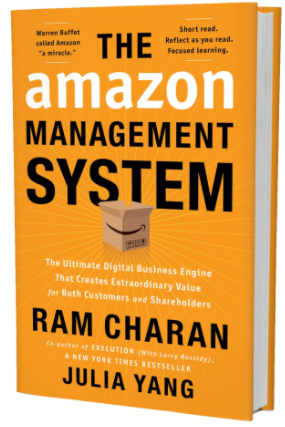 Warren Buffet
called Amazon
"a miracle."
Short read.
Reflect as you read.
Focused learning.
THE
amazon
MANAGEMENT
SYSTEM
The Ultimate Digital Business Engine
That Creates Extraordinary Value
for Both Customers and Shareholders
RAM CHARAN
Co-author of EXECUTION (With Larry Bossidy),
A NEW YORK TIMES BESTSELLER
JULIA YANG